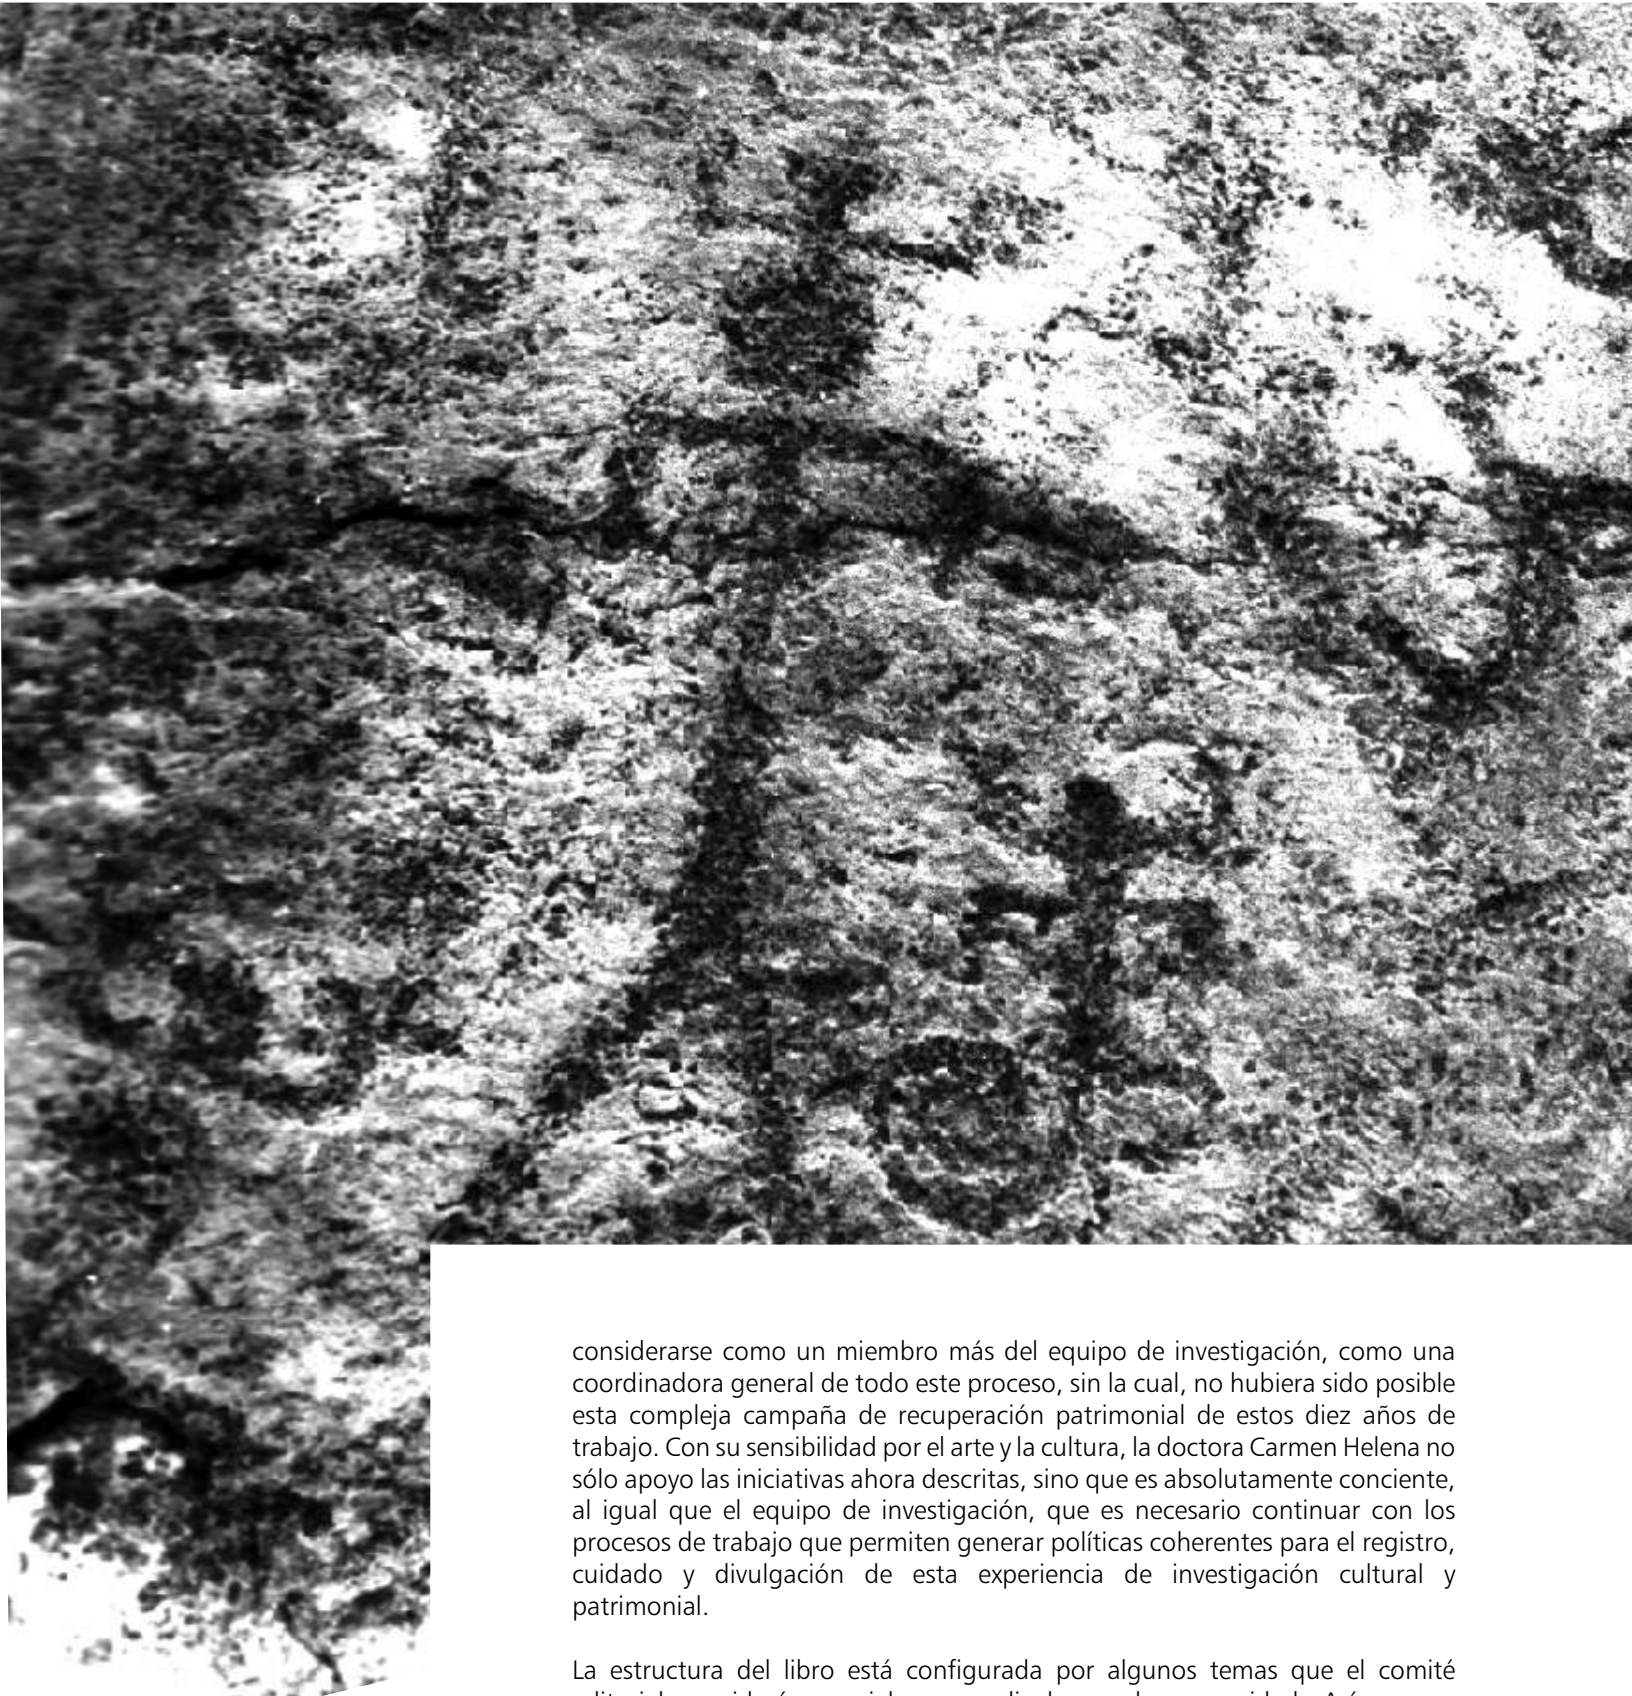 considerarse como un miembro más del equipo de investigación, como una
coordinadora general de todo este proceso, sin la cual, no hubiera sido posible
esta compleja campaña de recuperación patrimonial de estos diez años de
trabajo. Con su sensibilidad por el arte y la cultura, la doctora Carmen Helena no
sólo apoyo las iniciativas ahora descritas, sino que es absolutamente conciente,
al igual que el equipo de investigación, que es necesario continuar con los
procesos de trabajo que permiten generar políticas coherentes para el registro,
cuidado y divulgación de esta experiencia de investigación cultural y
patrimonial.
La estructura del libro está configurada por algunos temas que el comité